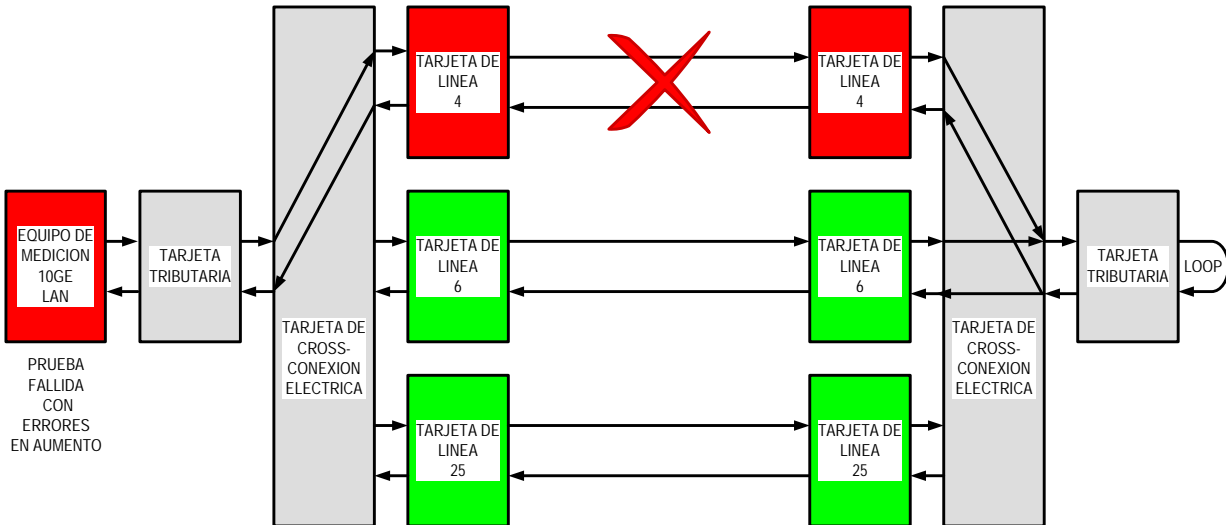 TARJETA DE
LINEA
4
TARJETA DE
LINEA
4
EQUIPO DE
MEDICION
10GE
LAN
TARJETA
TRIBUTARIA
TARJETA DE
LINEA
6
TARJETA DE
LINEA
6
TARJETA
TRIBUTARIA
LOOP
TARJETA DE
CROSS-
CONEXION
ELECTRICA
TARJETA DE
CROSS-
CONEXION
ELECTRICA
PRUEBA
FALLIDA
CON
ERRORES
EN AUMENTO
TARJETA DE
LINEA
25
TARJETA DE
LINEA
25